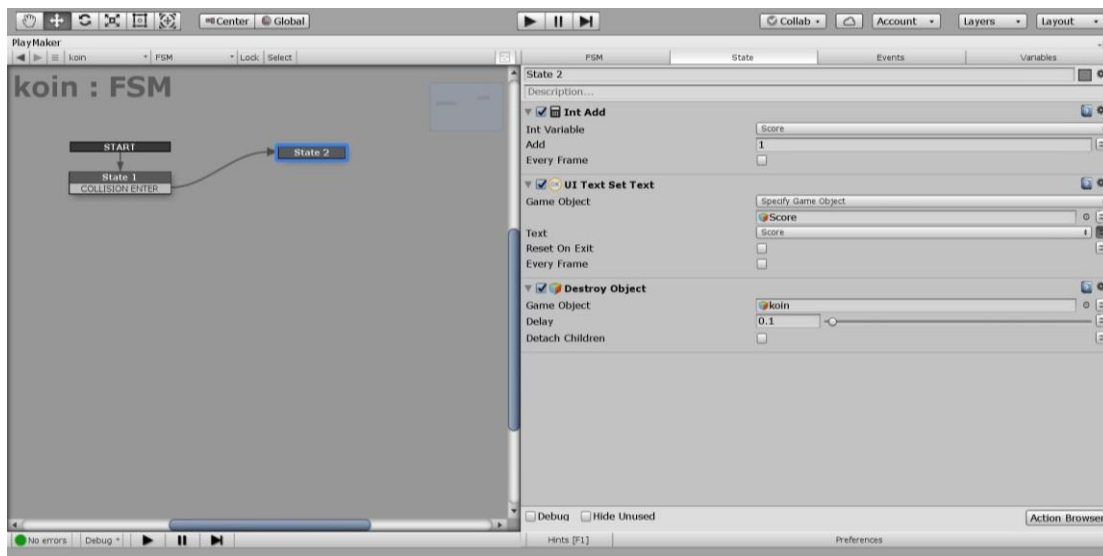 Center Global Collab Account Layers Layout
PlayMaker
koin FSM Lock Select FSM State Events Variables
koin : FSM
START
State 1
COLLISION ENTER
State 2
State 2
Description...
Int Add
Int Variable Score
Add 1
Every Frame
UI Text Set Text
Game Object Specify Game Object
Score
Text Score
Reset On Exit
Every Frame
Destroy Object
Game Object koin
Delay 0.1
Detach Children
Debug Hide Unused Action Browser
No errors Debug Hints [F1] Preferences